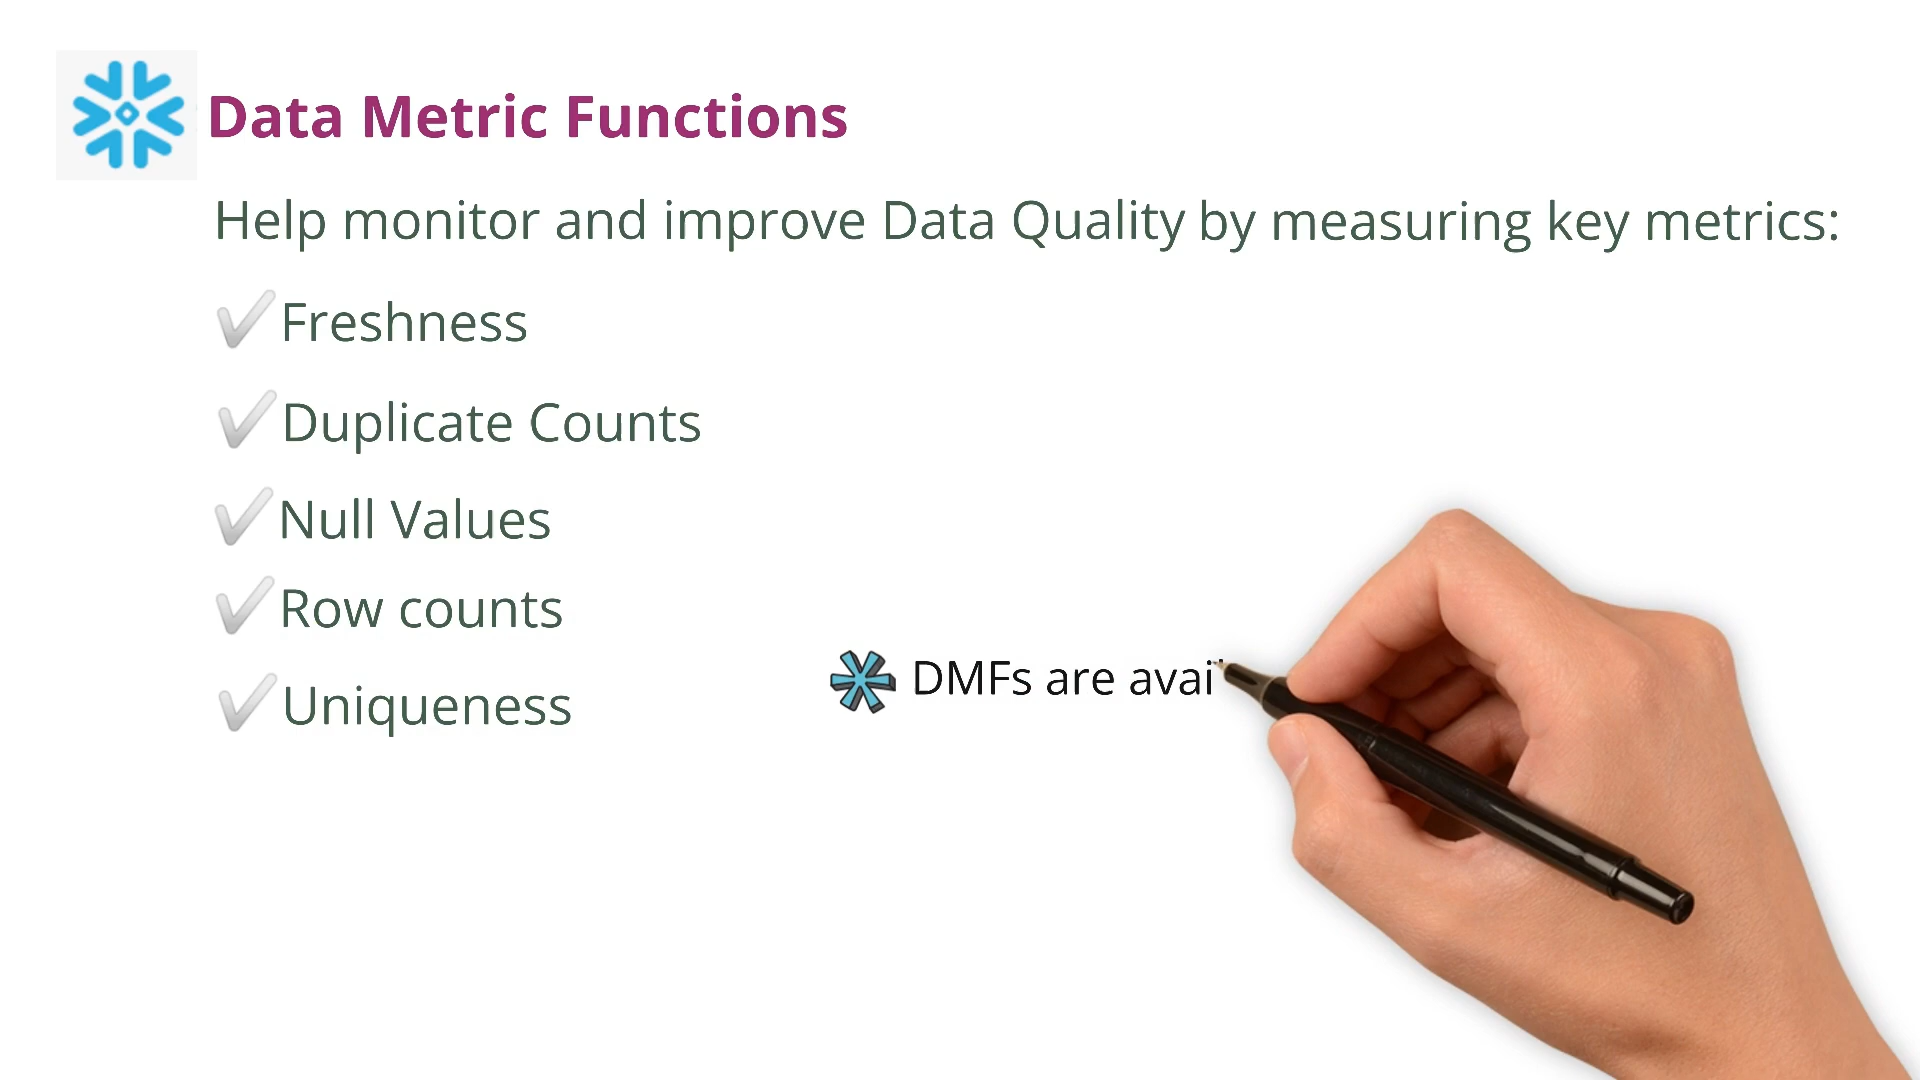 Data Metric Functions
Help monitor and improve Data Quality by measuring key metrics:
Freshness
Duplicate Counts
Null Values
Row counts
Uniqueness
DMFs are avai